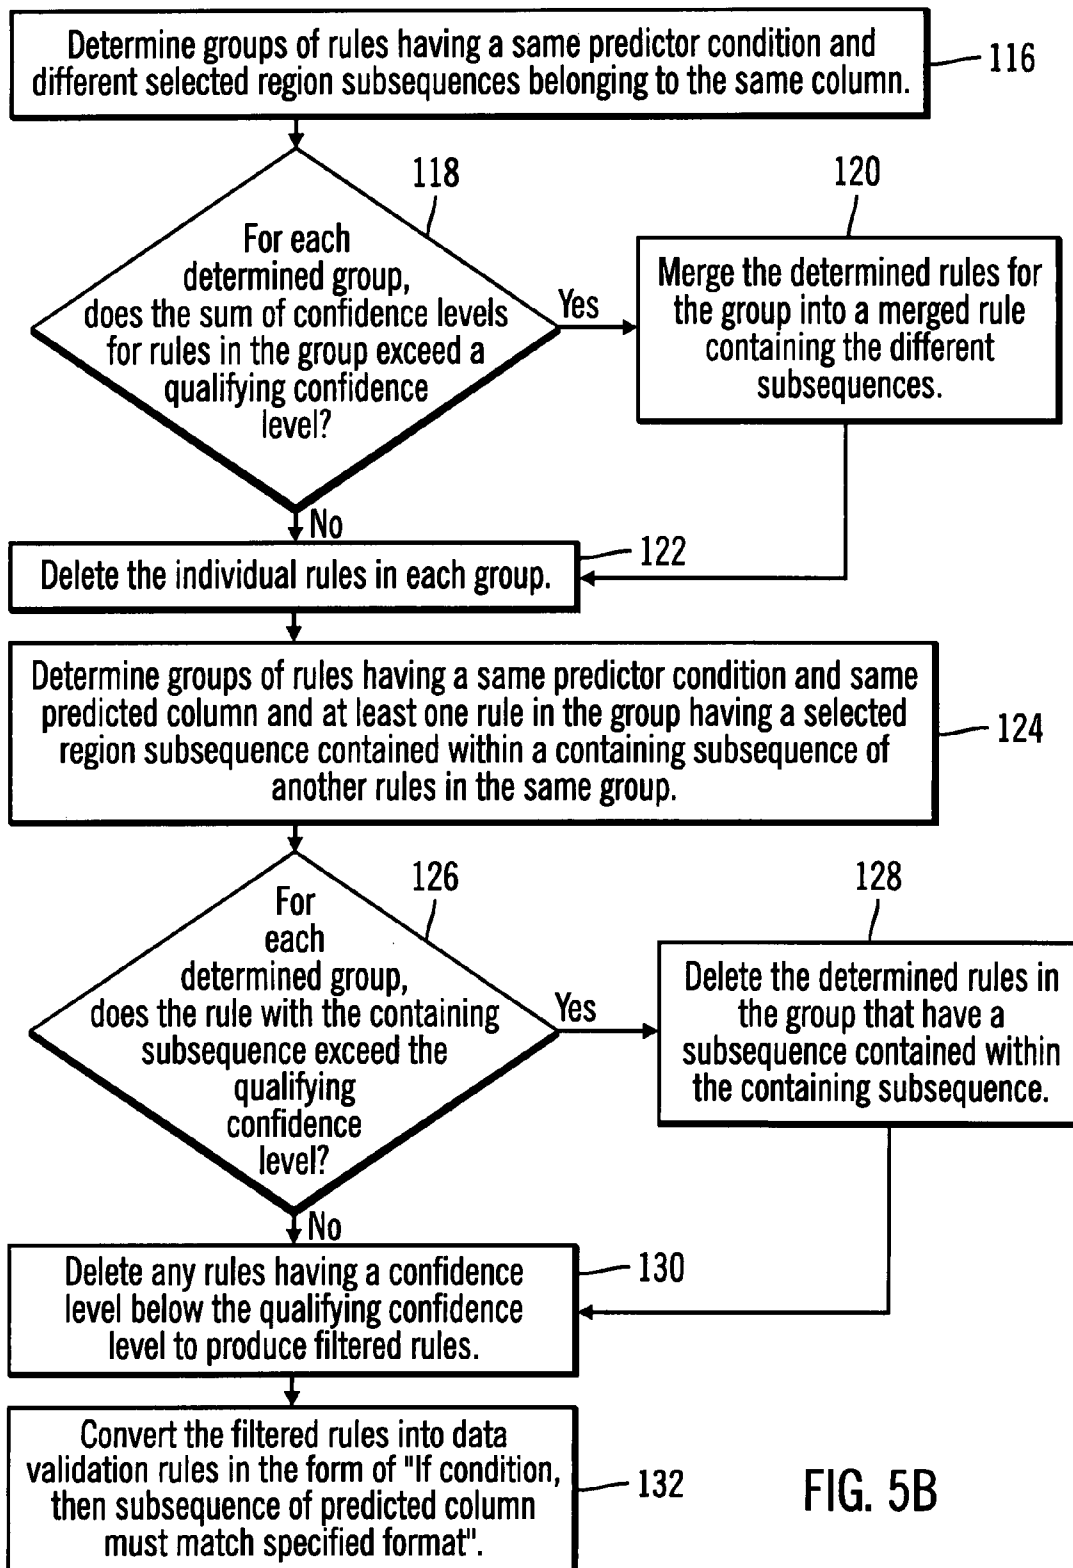 Determine groups of rules having a same predictor condition and
different selected region subsequences belonging to the same column.
116
118
For each
determined group,
does the sum of confidence levels
for rules in the group exceed a
qualifying confidence
level?
Yes
120
Merge the determined rules for
the group into a merged rule
containing the different
subsequences.
No
122
Delete the individual rules in each group.
Determine groups of rules having a same predictor condition and same
predicted column and at least one rule in the group having a selected
region subsequence contained within a containing subsequence of
another rules in the same group.
124
126
For
each
determined group,
does the rule with the containing
subsequence exceed the
qualifying
confidence
level?
Yes
128
Delete the determined rules in
the group that have a
subsequence contained within
the containing subsequence.
No
Delete any rules having a confidence
level below the qualifying confidence
level to produce filtered rules.
130
Convert the filtered rules into data
validation rules in the form of "If condition,
then subsequence of predicted column
must match specified format".
132
FIG. 5B